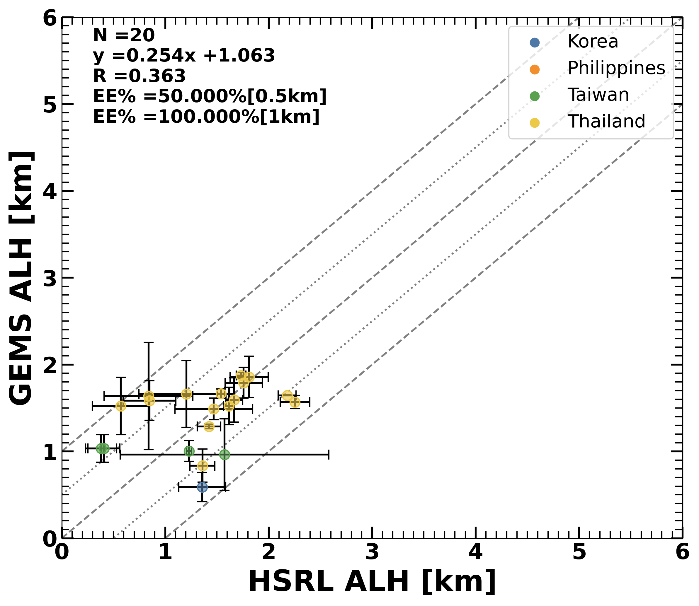 N =20
y =0.254x +1.063
R =0.363
EE% =50.000%[0.5km]
EE% =100.000%[1km]
Korea
Philippines
Taiwan
Thailand
6
5
4
3
2
1
0
0 1 2 3 4 5 6
GEMS ALH [km]
HSRL ALH [km]